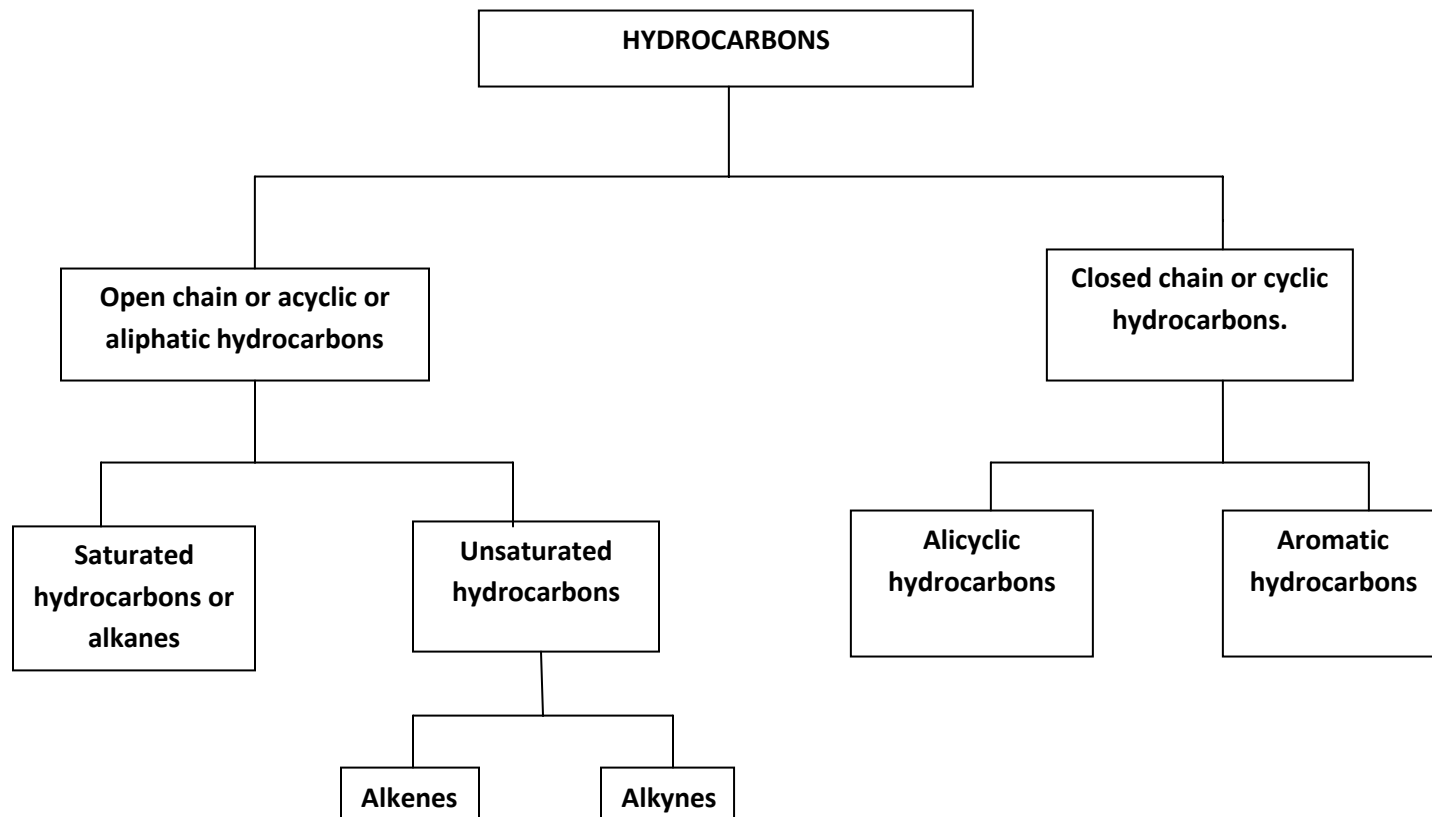 HYDROCARBONS
Open chain or acyclic or
aliphatic hydrocarbons
Closed chain or cyclic
hydrocarbons.
Saturated
hydrocarbons or
alkanes
Unsaturated
hydrocarbons
Alicyclic
hydrocarbons
Aromatic
hydrocarbons
Alkenes
Alkynes